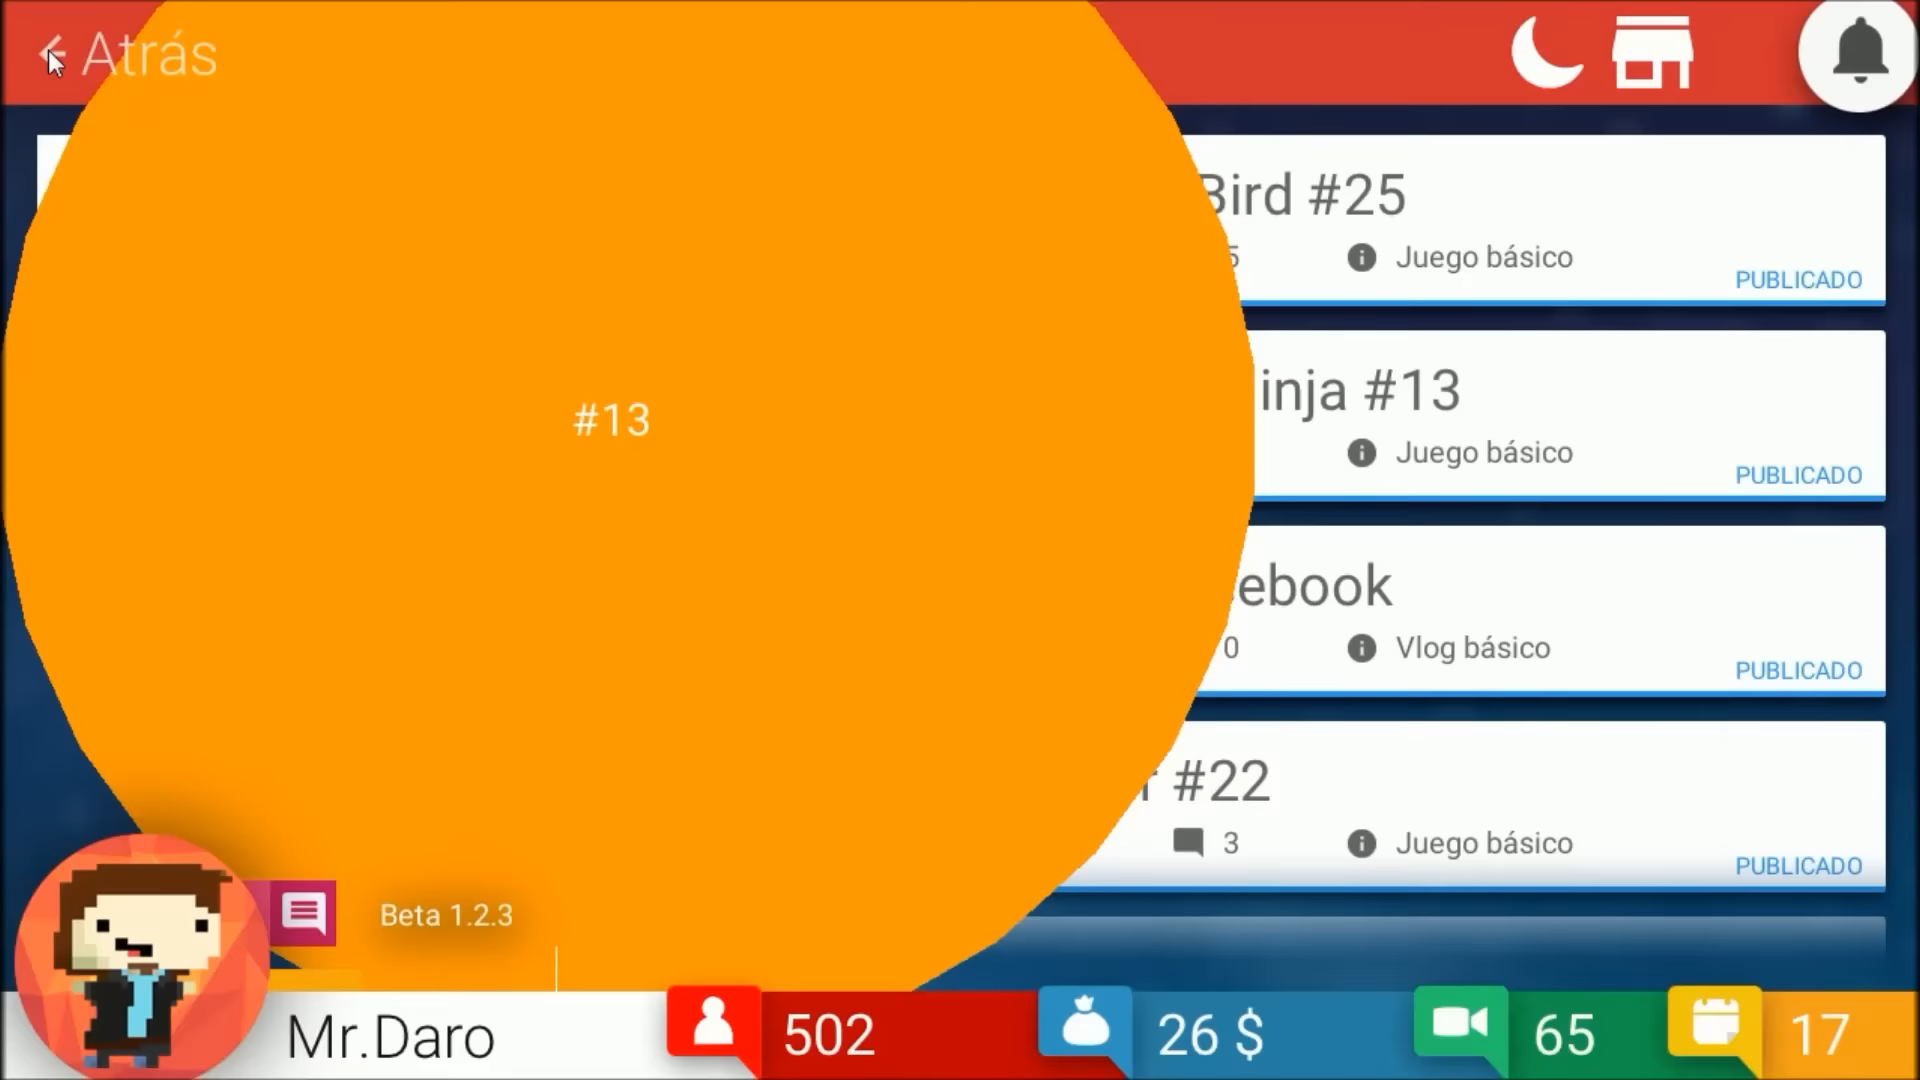 Atrás
Bird #25
5 Juego básico
PUBLICADO
#13
inja #13
Juego básico
PUBLICADO
ebook
0 Vlog básico
PUBLICADO
r #22
3 Juego básico
PUBLICADO
Beta 1.2.3
Mr.Daro
502
26 $
65
17